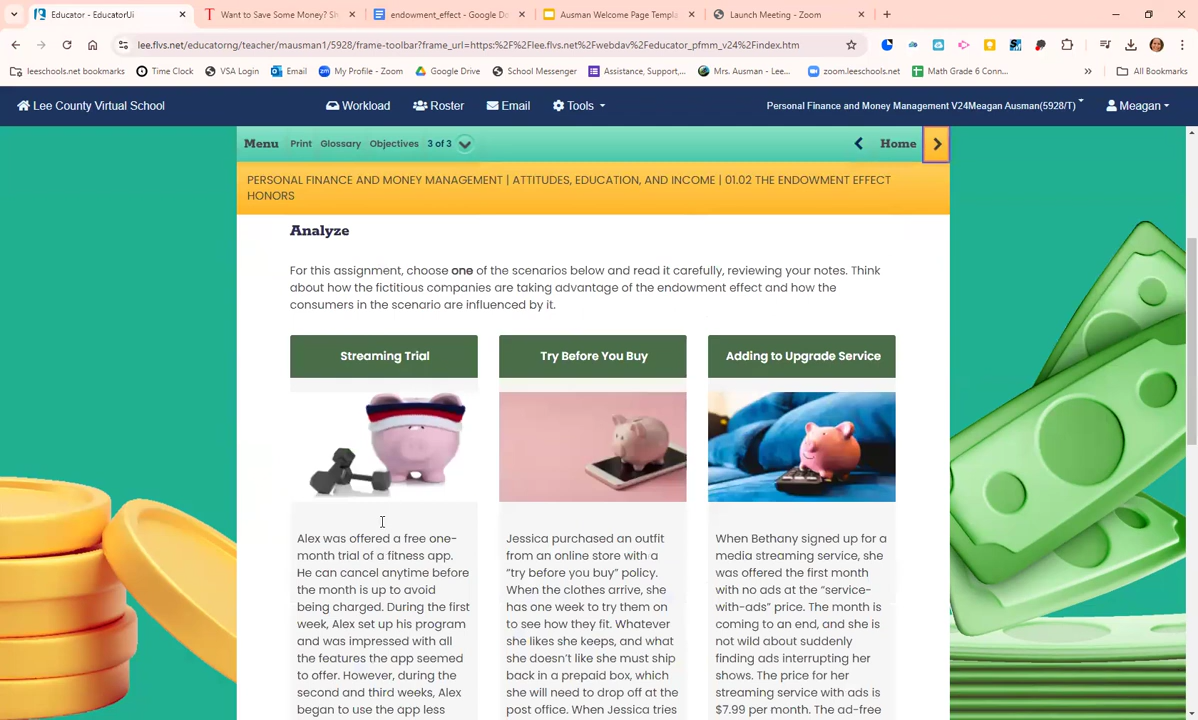 Educator - EducatorUi
Want to Save Some Money? Sh
endowment_effect - Google Do
Ausman Welcome Page Templa
Launch Meeting - Zoom
lee.flvs.net/educatorng/teacher/mausman1/5928/frame-toolbar?frame_url=https:%2F%2Flee.flvs.net%2Fwebdav%2Feducator_pfmm_v24%2Findex.htm
leeschools.net bookmarks
Time Clock
VSA Login
Email
My Profile - Zoom
Google Drive
School Messenger
Assistance, Support,...
Mrs. Ausman - Lee...
zoom.leeschools.net
Math Grade 6 Conn...
All Bookmarks
Lee County Virtual School
Workload
Roster
Email
Tools
Personal Finance and Money Management V24Meagan Ausman(5928/T)
Meagan
Menu
Print
Glossary
Objectives
3 of 3
Home
PERSONAL FINANCE AND MONEY MANAGEMENT | ATTITUDES, EDUCATION, AND INCOME | 01.02 THE ENDOWMENT EFFECT
HONORS
Analyze
For this assignment, choose one of the scenarios below and read it carefully, reviewing your notes. Think
about how the fictitious companies are taking advantage of the endowment effect and how the
consumers in the scenario are influenced by it.
Streaming Trial
Alex was offered a free one-
month trial of a fitness app.
He can cancel anytime before
the month is up to avoid
being charged. During the first
week, Alex set up his program
and was impressed with all
the features the app seemed
to offer. However, during the
second and third weeks, Alex
began to use the app less
Try Before You Buy
Jessica purchased an outfit
from an online store with a
"try before you buy" policy.
When the clothes arrive, she
has one week to try them on
to see how they fit. Whatever
she likes she keeps, and what
she doesn't like she must ship
back in a prepaid box, which
she will need to drop off at the
post office. When Jessica tries
Adding to Upgrade Service
When Bethany signed up for a
media streaming service, she
was offered the first month
with no ads at the "service-
with-ads" price. The month is
coming to an end, and she is
not wild about suddenly
finding ads interrupting her
shows. The price for her
streaming service with ads is
$7.99 per month. The ad-free